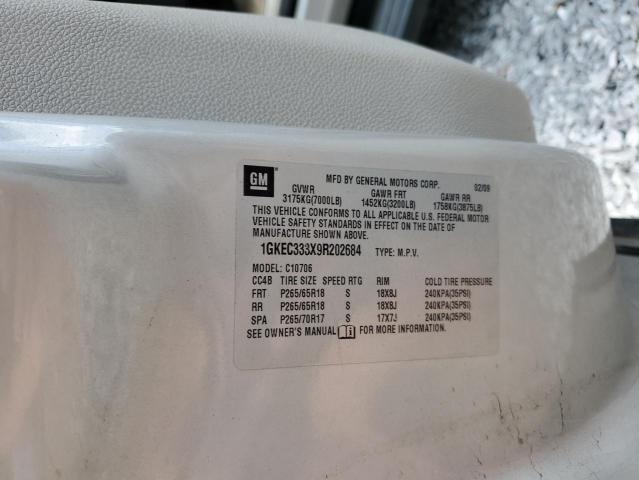 GM MFD BY GENERAL MOTORS CORP. 02/09
GVWR GAWR FRT GAWR RR
3175KG(7000LB) 1452KG(3200LB) 1758KG(3875LB)
THIS VEHICLE CONFORMS TO ALL APPLICABLE U.S. FEDERAL MOTOR
VEHICLE SAFETY STANDARDS IN EFFECT ON THE DATE OF
MANUFACTURE SHOWN ABOVE.
1GKEC333X9R202684 TYPE: M.P.V.
MODEL: C10706
CC4B TIRE SIZE SPEED RTG RIM COLD TIRE PRESSURE
FRT P265/65R18 S 18X8J 240KPA(35PSI)
RR P265/65R18 S 18X8J 240KPA(35PSI)
SPA P265/70R17 S 17X7J 240KPA(35PSI)
SEE OWNER'S MANUAL FOR MORE INFORMATION.